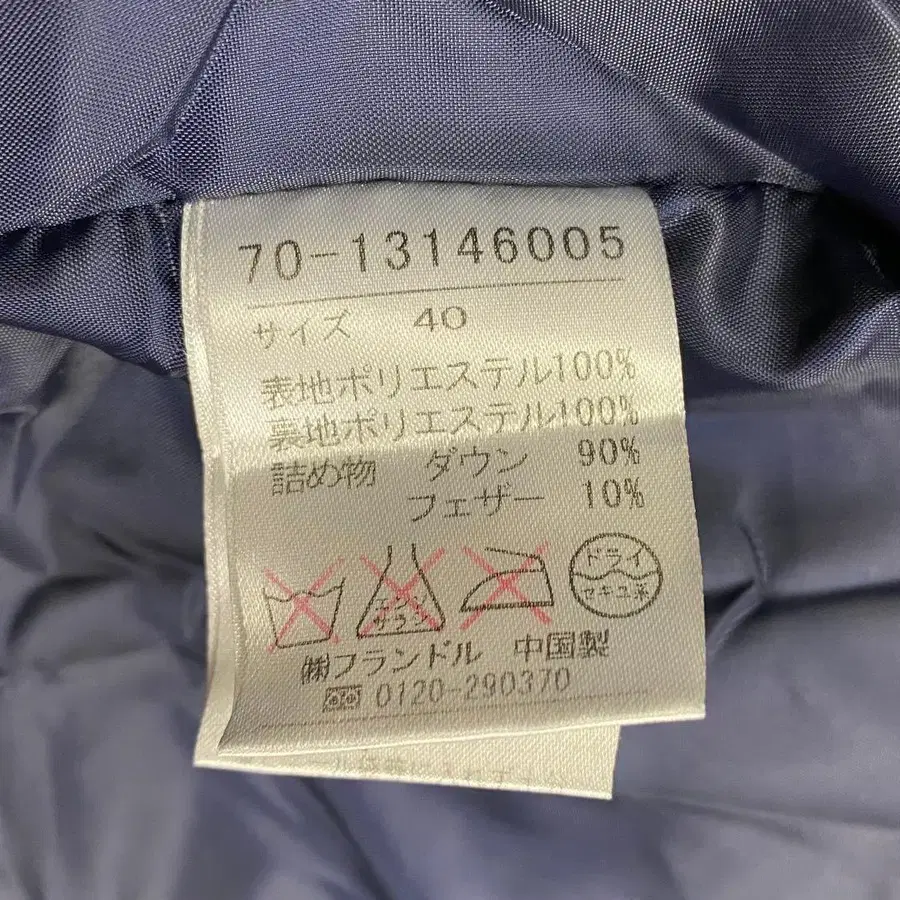 70-13146005
サイズ 40
表地ポリエステル100%
裏地ポリエステル100%
詰め物 ダウン 90%
フェザー 10%
エンソ サラシ
ドライ
セキユ系
㈱フランドル 中国製
0120-290370